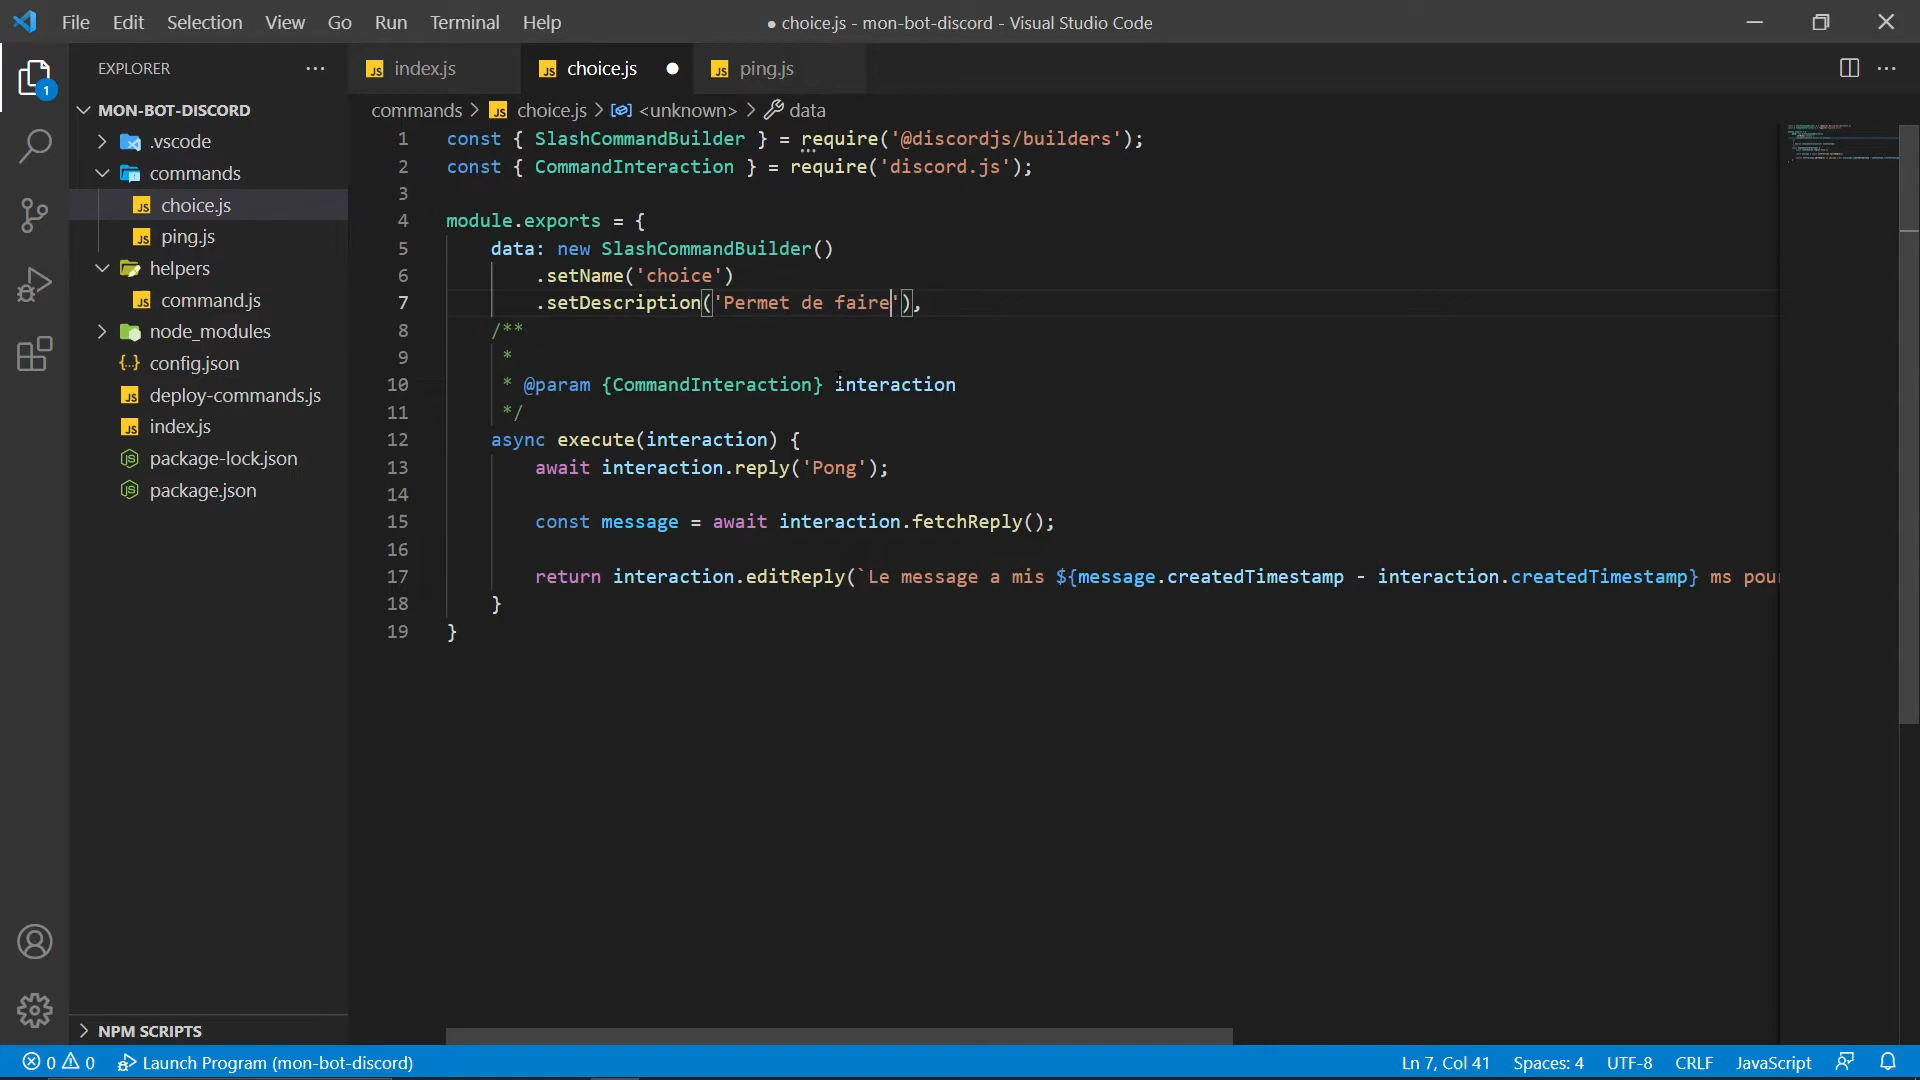 File Edit Selection View Go Run Terminal Help
● choice.js - mon-bot-discord - Visual Studio Code
EXPLORER
1
MON-BOT-DISCORD
.vscode
commands
choice.js
ping.js
helpers
command.js
node_modules
config.json
deploy-commands.js
index.js
package-lock.json
package.json
NPM SCRIPTS
index.js
choice.js
ping.js
commands > choice.js > <unknown> > data
1 const { SlashCommandBuilder } = require('@discordjs/builders');
2 const { CommandInteraction } = require('discord.js');
3
4 module.exports = {
5 data: new SlashCommandBuilder()
6 .setName('choice')
7 .setDescription('Permet de faire'),
8 /**
9 *
10 * @param {CommandInteraction} interaction
11 */
12 async execute(interaction) {
13 await interaction.reply('Pong');
14
15 const message = await interaction.fetchReply();
16
17 return interaction.editReply(`Le message a mis ${message.createdTimestamp - interaction.createdTimestamp} ms pou
18 }
19 }
0 0 Launch Program (mon-bot-discord)
Ln 7, Col 41 Spaces: 4 UTF-8 CRLF JavaScript